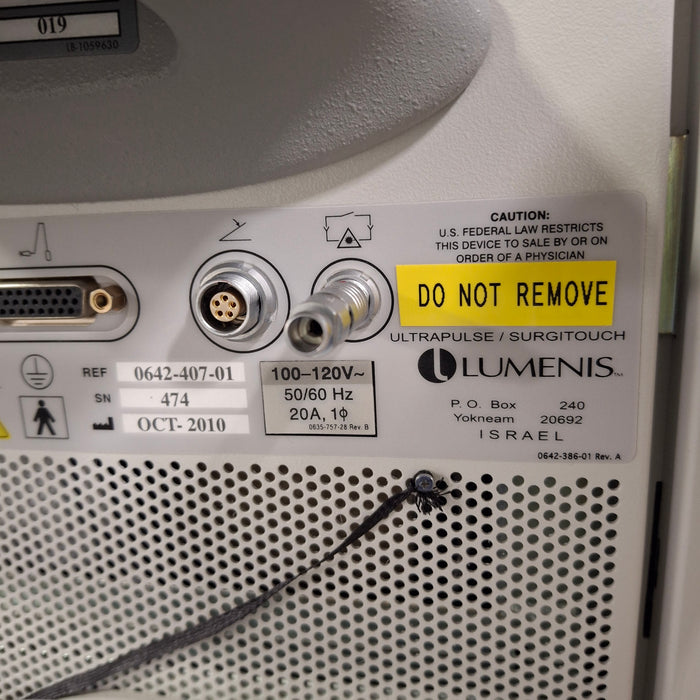 019
LB-1059630
CAUTION:
U.S. FEDERAL LAW RESTRICTS
THIS DEVICE TO SALE BY OR ON
ORDER OF A PHYSICIAN
DO NOT REMOVE
ULTRAPULSE / SURGITOUCH
LUMENIS™
P.O. Box 240
Yokneam 20692
ISRAEL
0642-386-01 Rev. A
REF 0642-407-01
SN 474
OCT- 2010
100–120V~
50/60 Hz
20A, 1ϕ
0635-757-28 Rev. B